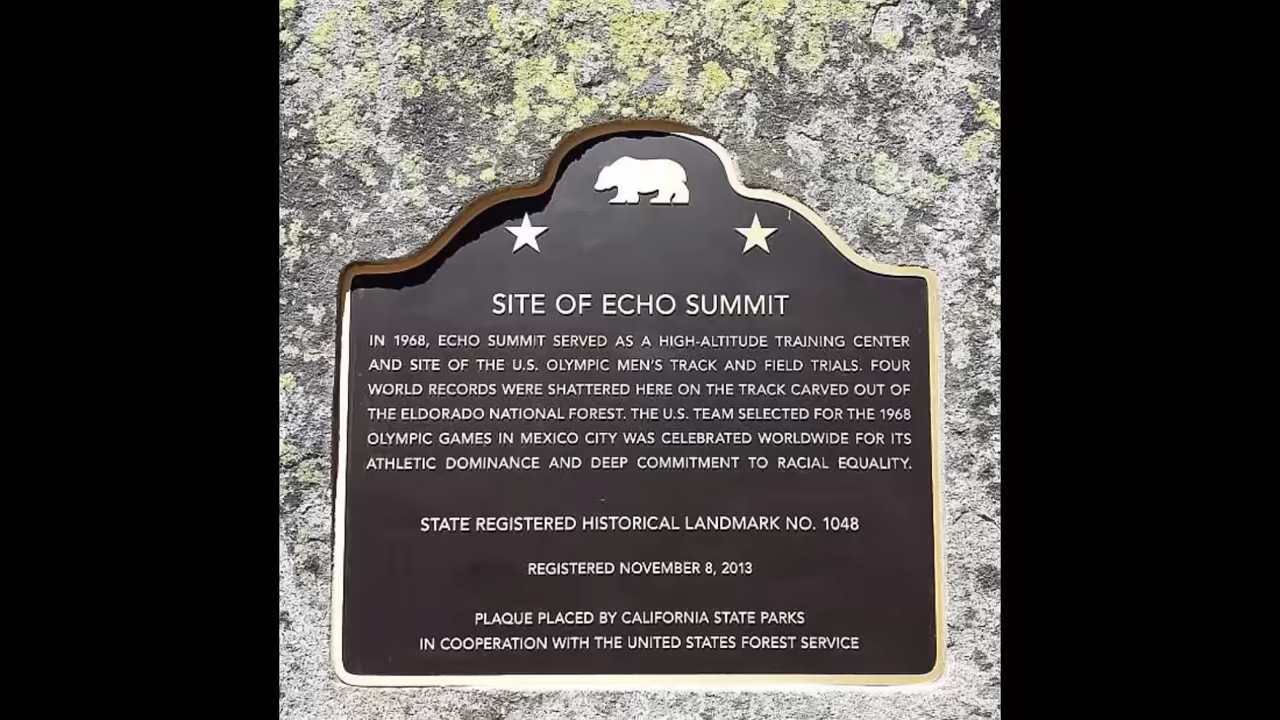 SITE OF ECHO SUMMIT
IN 1968, ECHO SUMMIT SERVED AS A HIGH-ALTITUDE TRAINING CENTER
AND SITE OF THE U.S. OLYMPIC MEN'S TRACK AND FIELD TRIALS. FOUR
WORLD RECORDS WERE SHATTERED HERE ON THE TRACK CARVED OUT OF
THE ELDORADO NATIONAL FOREST. THE U.S. TEAM SELECTED FOR THE 1968
OLYMPIC GAMES IN MEXICO CITY WAS CELEBRATED WORLDWIDE FOR ITS
ATHLETIC DOMINANCE AND DEEP COMMITMENT TO RACIAL EQUALITY.
STATE REGISTERED HISTORICAL LANDMARK NO. 1048
REGISTERED NOVEMBER 8, 2013
PLAQUE PLACED BY CALIFORNIA STATE PARKS
IN COOPERATION WITH THE UNITED STATES FOREST SERVICE